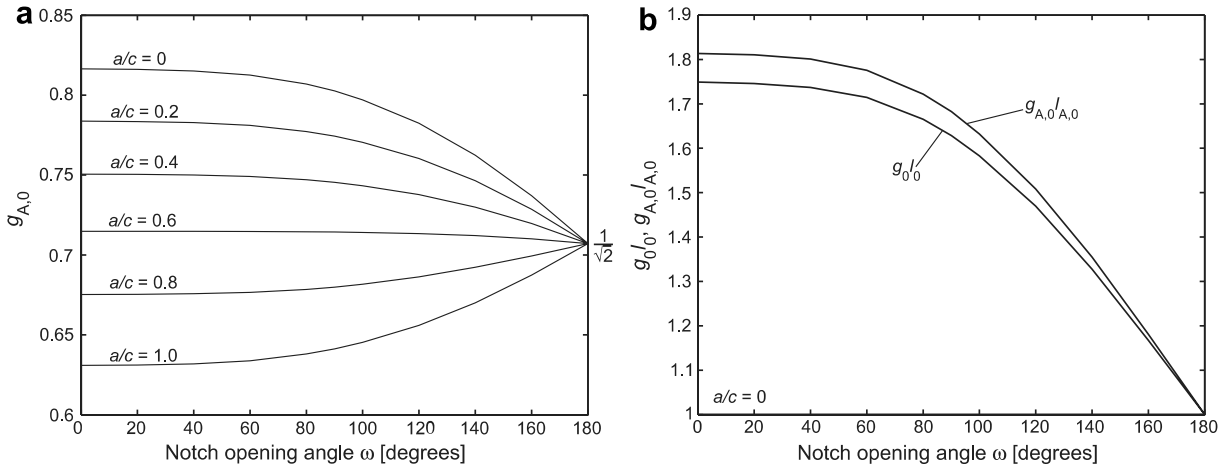 a
0.85
0.8
0.75
0.7
0.65
0.6
g_A,0
a/c = 0
a/c = 0.2
a/c = 0.4
a/c = 0.6
a/c = 0.8
a/c = 1.0
1/√2
0 20 40 60 80 100 120 140 160 180
Notch opening angle ω [degrees]
b
1.9
1.8
1.7
1.6
1.5
1.4
1.3
1.2
1.1
1
g_0l_0, g_A,0l_A,0
g_A,0l_A,0
g_0l_0
a/c = 0
0 20 40 60 80 100 120 140 160 180
Notch opening angle ω [degrees]